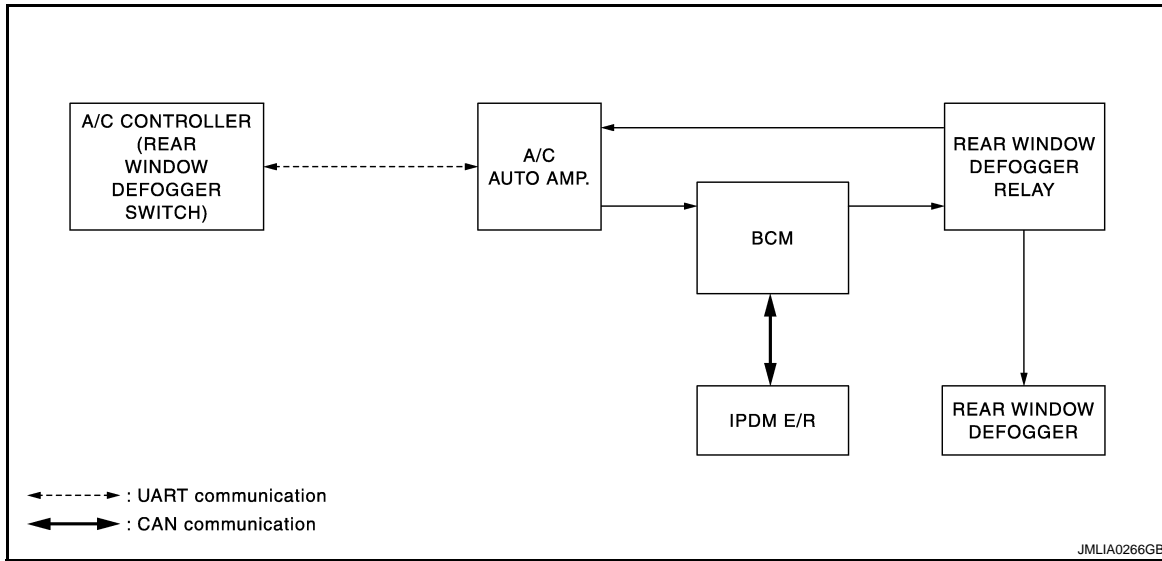 A/C CONTROLLER
(REAR
WINDOW
DEFOGGER
SWITCH)
A/C
AUTO AMP.
BCM
REAR WINDOW
DEFOGGER
RELAY
IPDM E/R
REAR WINDOW
DEFOGGER
: UART communication
: CAN communication
JMLIA0266GB